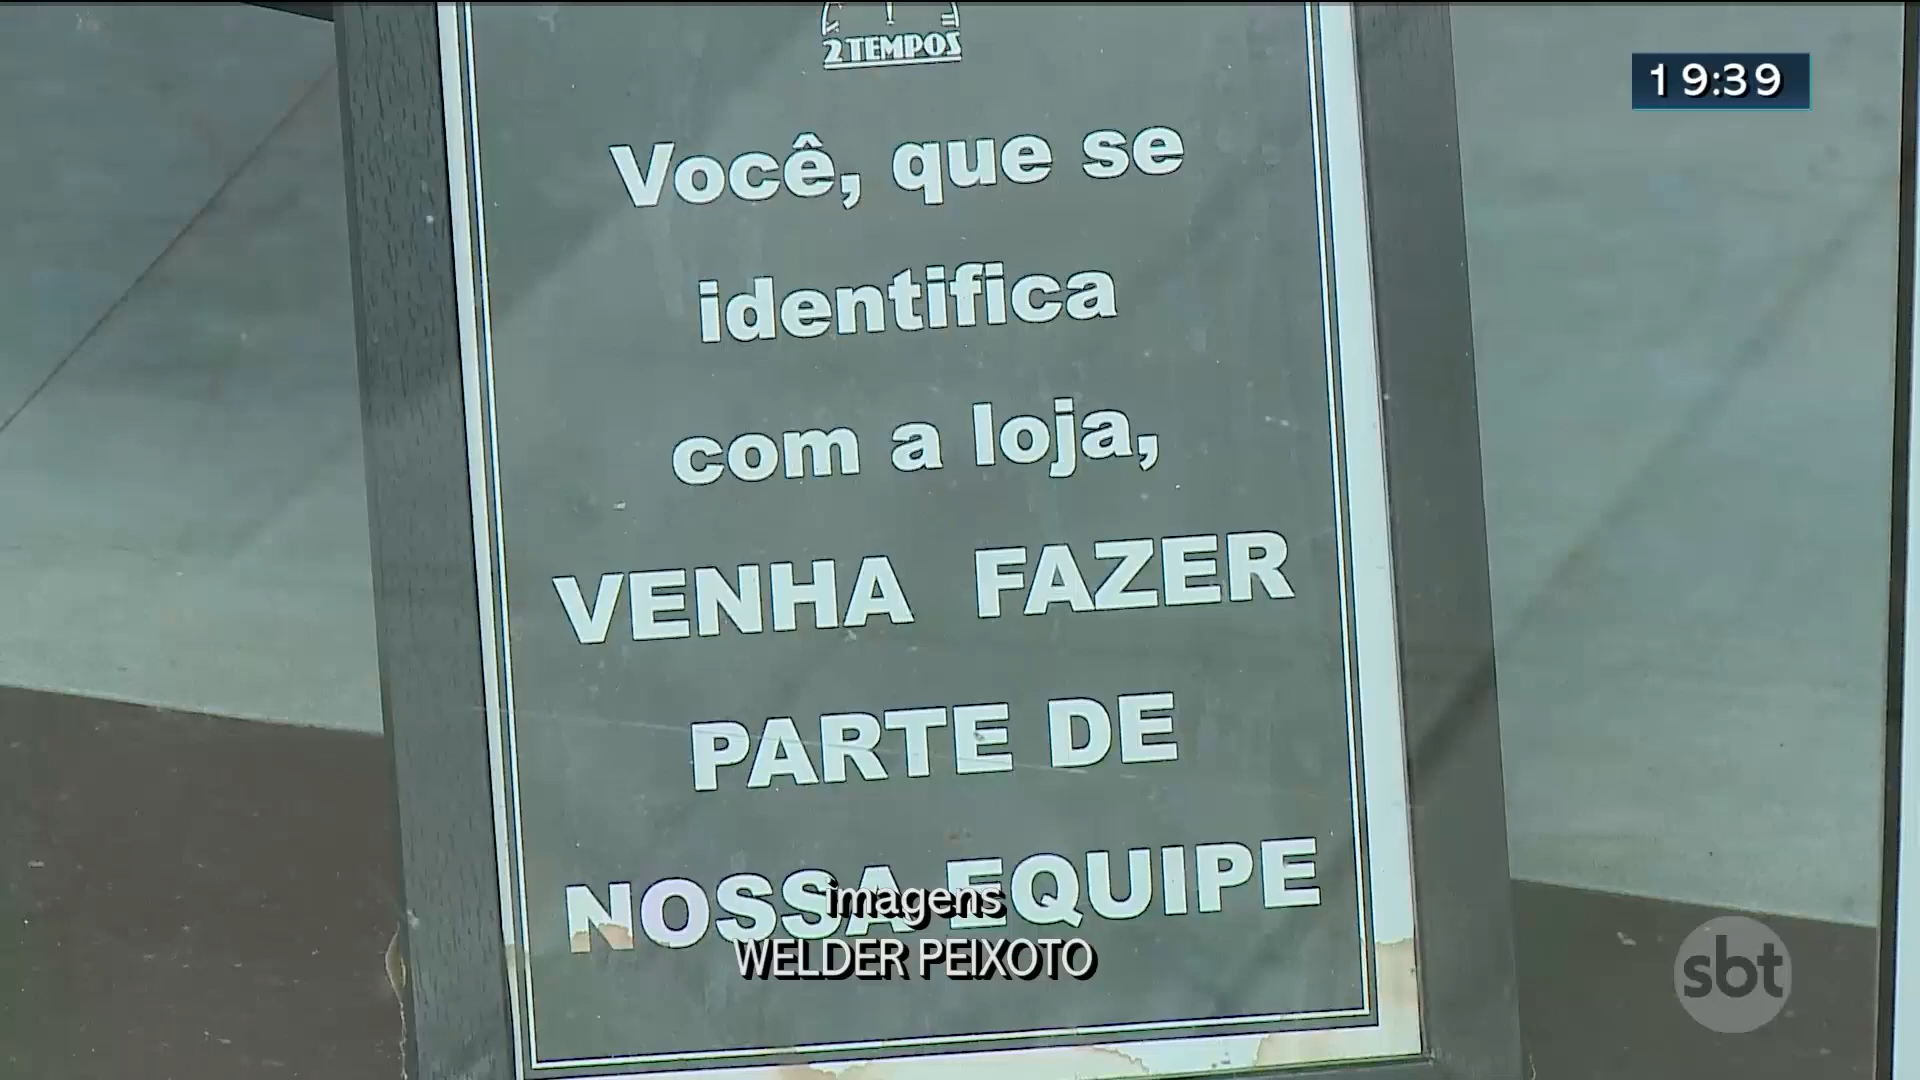 2 TEMPOS
19:39
Você, que se
identifica
com a loja,
VENHA FAZER
PARTE DE
NOSSA EQUIPE
imagens
WELDER PEIXOTO
sbt